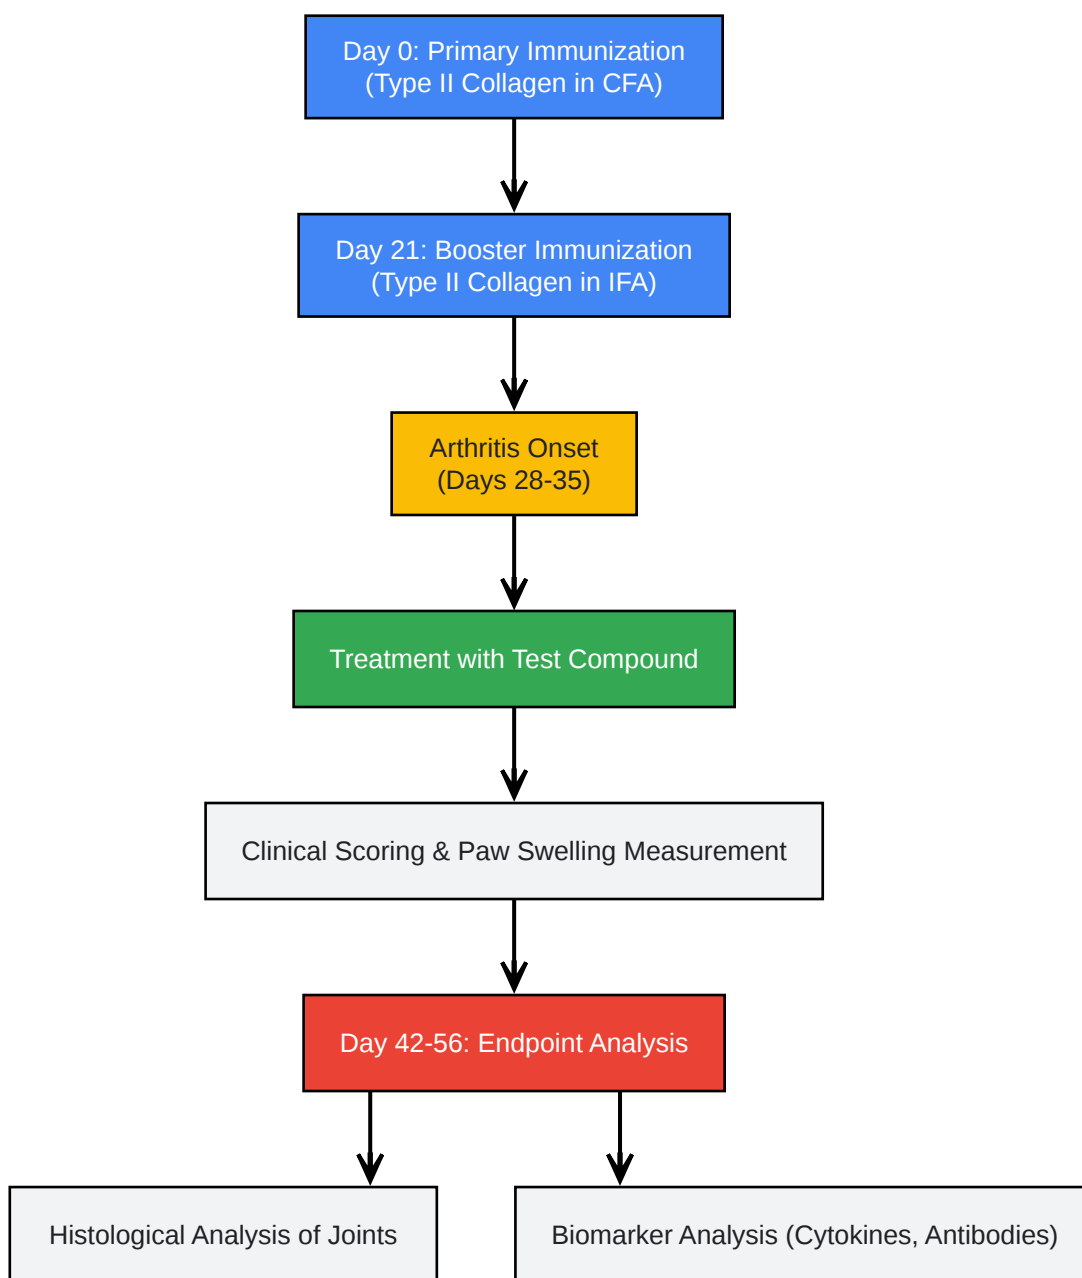 Day 0: Primary Immunization
(Type II Collagen in CFA)
Day 21: Booster Immunization
(Type II Collagen in IFA)
Arthritis Onset
(Days 28-35)
Treatment with Test Compound
Clinical Scoring & Paw Swelling Measurement
Day 42-56: Endpoint Analysis
Histological Analysis of Joints
Biomarker Analysis (Cytokines, Antibodies)